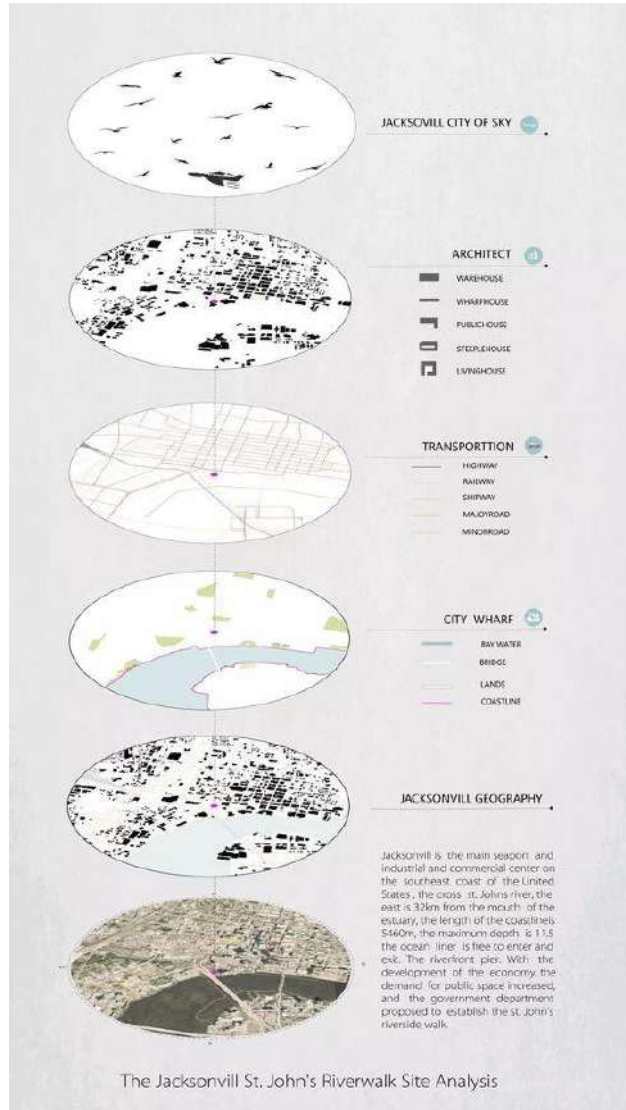 JACKSOVILL CITY OF SKY
ARCHITECT
WAREHOUSE
WHARFHOUSE
PUBLICHOUSE
STEEPLEHOUSE
LIVINGHOUSE
TRANSPORTTION
HIGHWAY
RAILWAY
SHIPWAY
MAJOYROAD
MINORROAD
CITY WHARF
BAY WATER
BRIDGE
LANDS
COASTLINE
JACKSONVILL GEOGRAPHY
Jacksonvill is the main seaport and
industrial and commercial center on
the southeast coast of the United
States , the cross st. Johns river, the
east is 32km from the mouth of the
estuary, the length of the coastlineis
5460m, the maximum depth is 11.5
the ocean liner is free to enter and
exit. The riverfront pier. With the
development of the economy, the
demand for public space increased,
and the government department
proposed to establish the st. John's
riverside walk.
The Jacksonvill St. John's Riverwalk Site Analysis